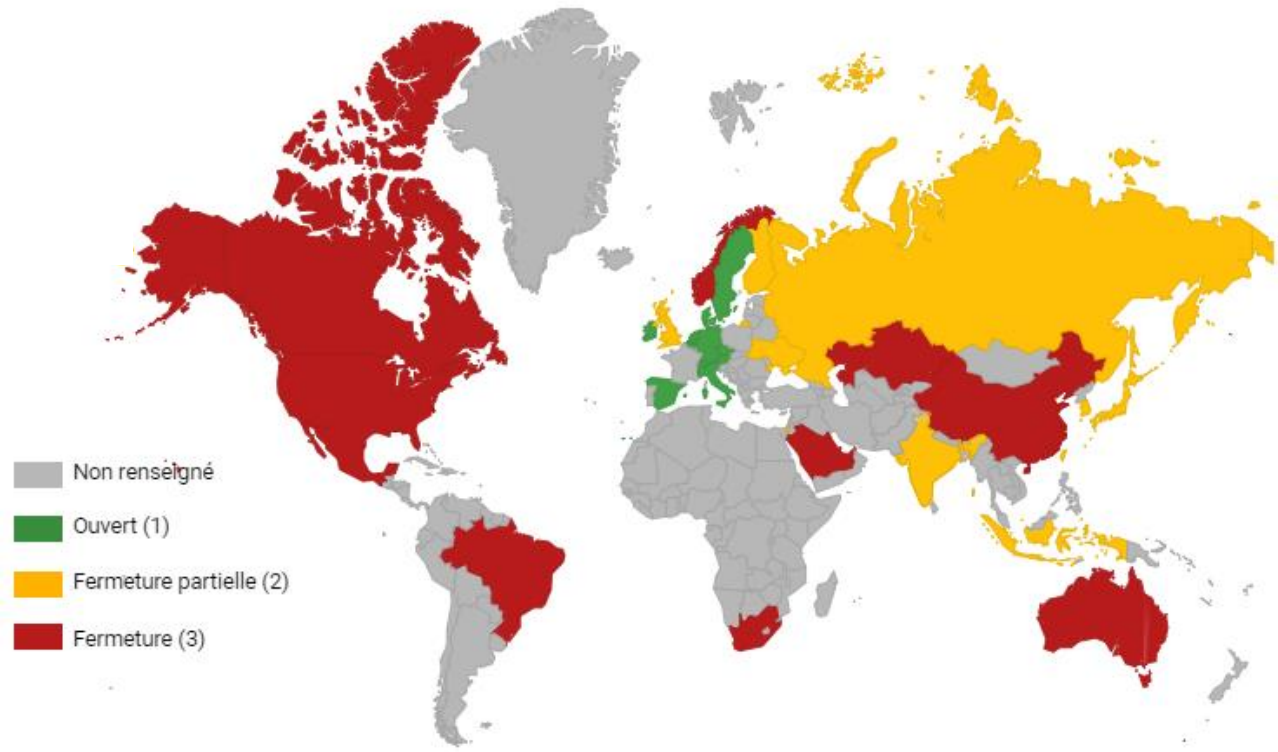 Non renseigné
Ouvert (1)
Fermeture partielle (2)
Fermeture (3)